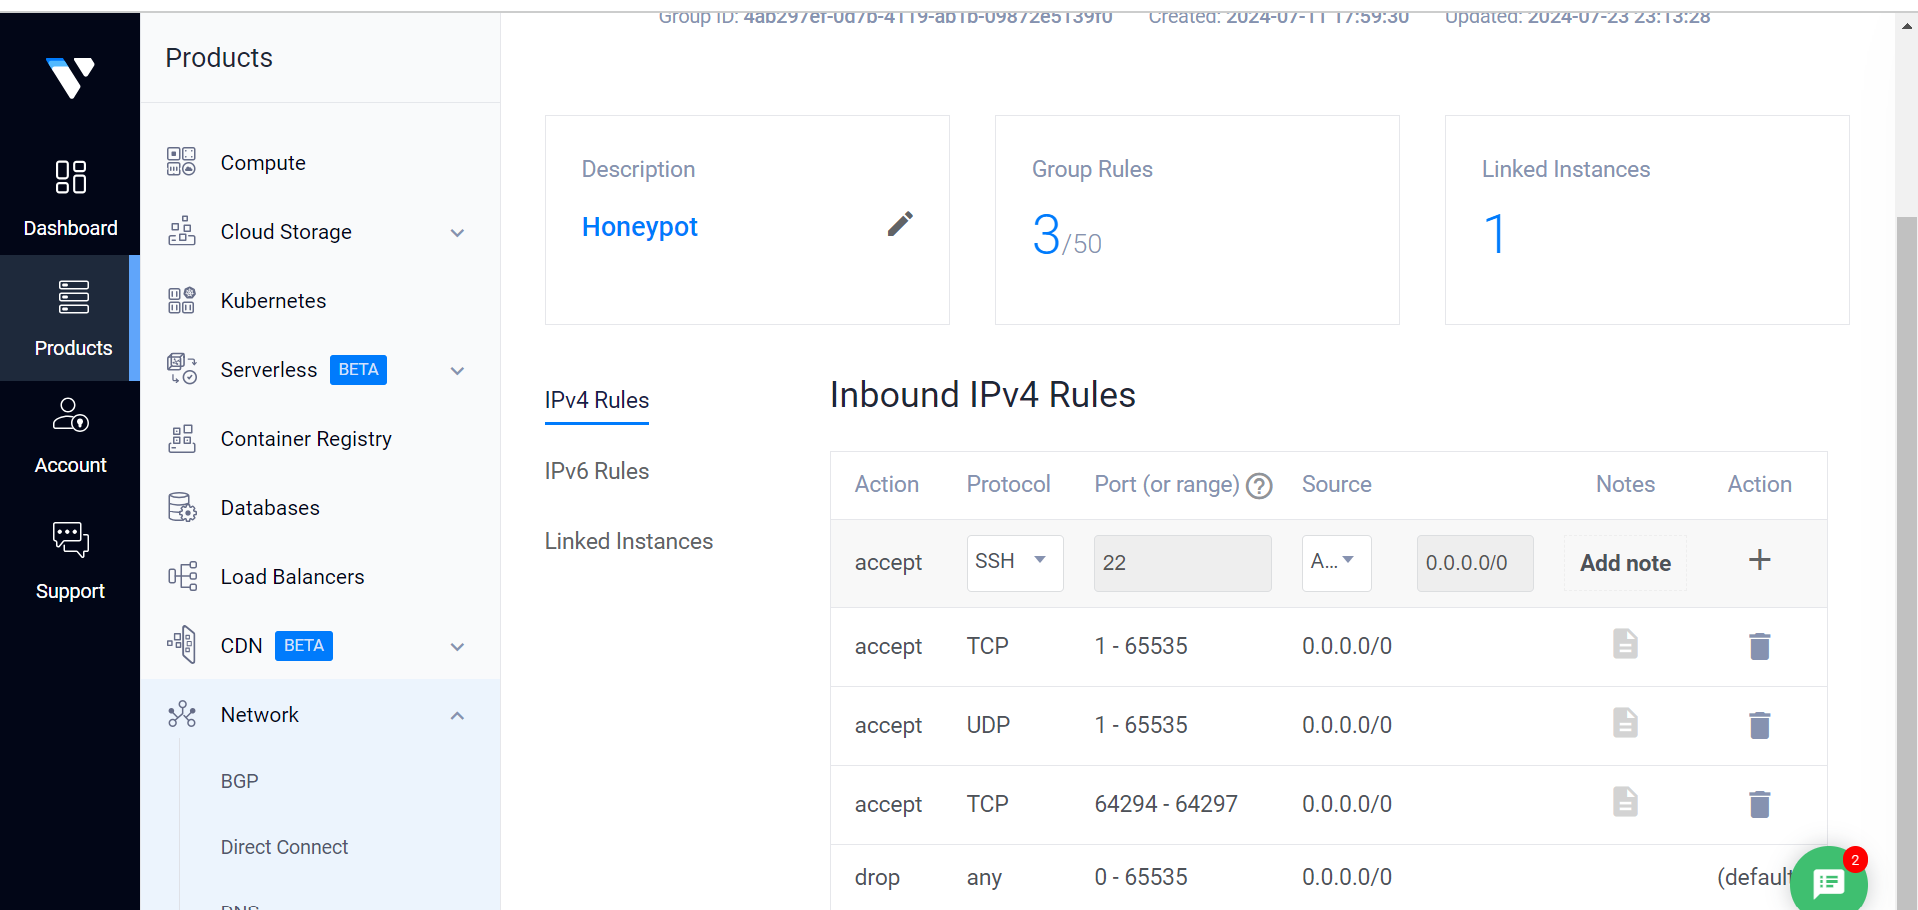 Group ID: 4ab297ef-0d7b-4119-ab1b-09872e5139f0 Created: 2024-07-11 17:59:30 Updated: 2024-07-23 23:13:28
Products
Dashboard
Products
Account
Support
Compute
Cloud Storage
Kubernetes
Serverless BETA
Container Registry
Databases
Load Balancers
CDN BETA
Network
BGP
Direct Connect
Description
Honeypot
Group Rules
3/50
Linked Instances
1
IPv4 Rules
IPv6 Rules
Linked Instances
Inbound IPv4 Rules
Action Protocol Port (or range) ? Source Notes Action
accept SSH 22 A... 0.0.0.0/0 Add note +
accept TCP 1 - 65535 0.0.0.0/0
accept UDP 1 - 65535 0.0.0.0/0
accept TCP 64294 - 64297 0.0.0.0/0
drop any 0 - 65535 0.0.0.0/0 (default
2